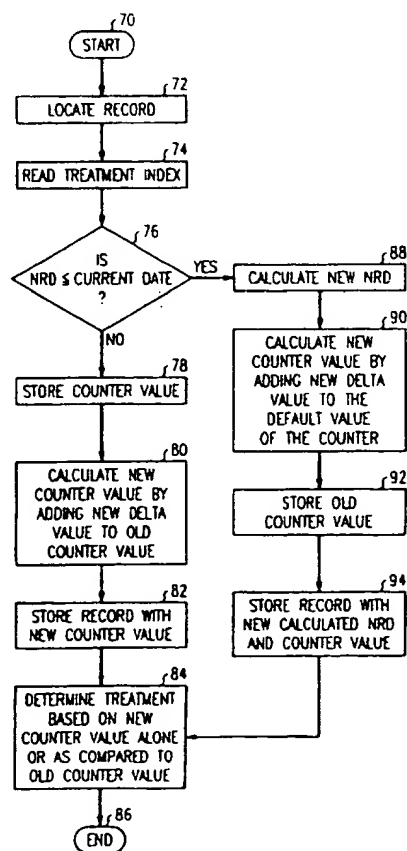 70
START
72
LOCATE RECORD
74
READ TREATMENT INDEX
76
IS
NRD ≤ CURRENT DATE
?
YES
NO
78
STORE COUNTER VALUE
80
CALCULATE NEW
COUNTER VALUE BY
ADDING NEW DELTA
VALUE TO OLD
COUNTER VALUE
82
STORE RECORD WITH
NEW COUNTER VALUE
84
DETERMINE TREATMENT
BASED ON NEW
COUNTER VALUE ALONE
OR AS COMPARED TO
OLD COUNTER VALUE
86
END
88
CALCULATE NEW NRD
90
CALCULATE NEW
COUNTER VALUE BY
ADDING NEW DELTA
VALUE TO THE
DEFAULT VALUE
OF THE COUNTER
92
STORE OLD
COUNTER VALUE
94
STORE RECORD WITH
NEW CALCULATED NRD
AND COUNTER VALUE